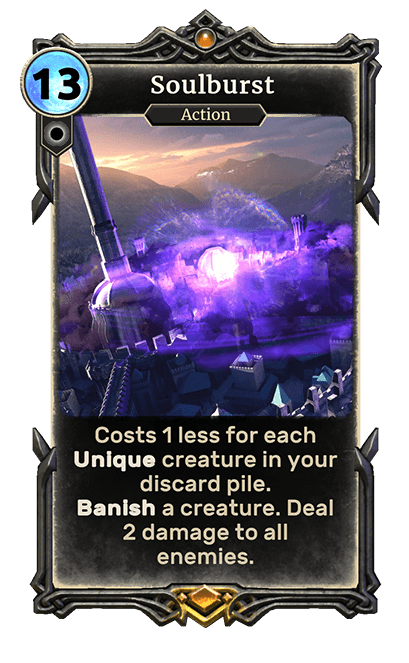 13
Soulburst
Action
Costs 1 less for each
Unique creature in your
discard pile.
Banish a creature. Deal
2 damage to all
enemies.